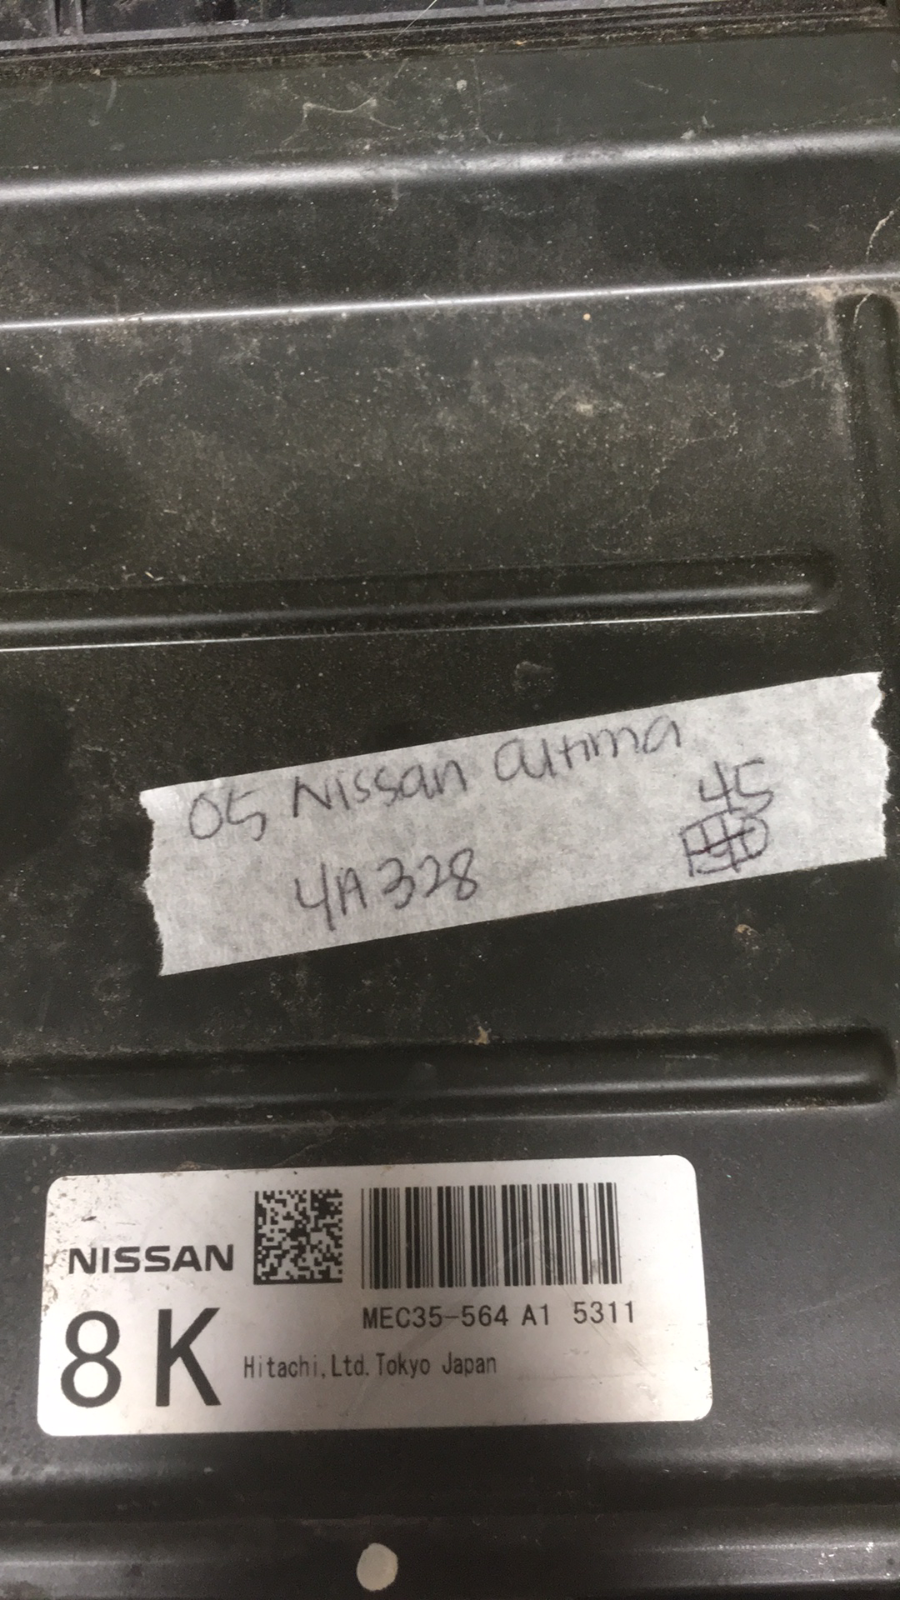 05 Nissan Altima
45
4A328
NISSAN
MEC35-564 A1 5311
8K
Hitachi,Ltd.Tokyo Japan